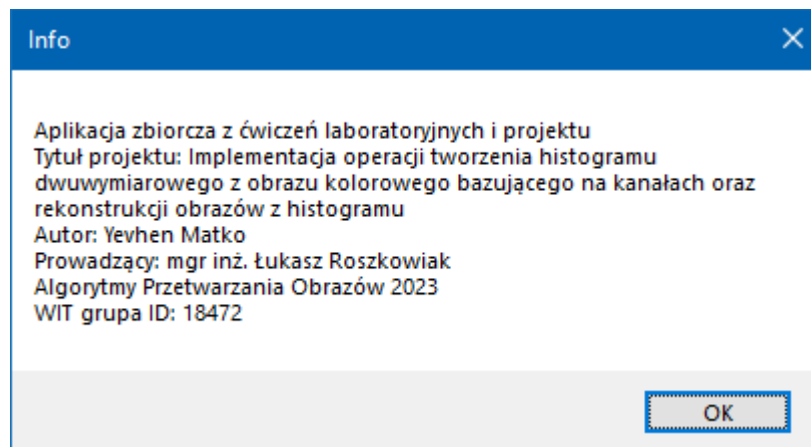 Info
Aplikacja zbiorcza z ćwiczeń laboratoryjnych i projektu
Tytuł projektu: Implementacja operacji tworzenia histogramu
dwuwymiarowego z obrazu kolorowego bazującego na kanałach oraz
rekonstrukcji obrazów z histogramu
Autor: Yevhen Matko
Prowadzący: mgr inż. Łukasz Roszkowiak
Algorytmy Przetwarzania Obrazów 2023
WIT grupa ID: 18472
OK